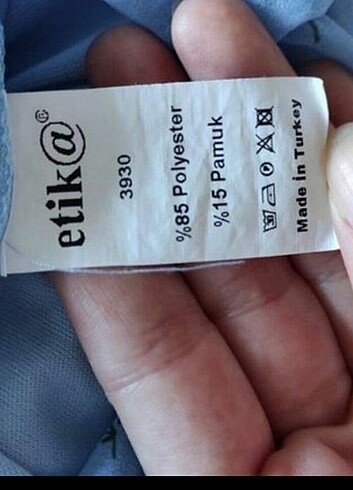 etik@®
3930
%85 Polyester
%15 Pamuk
Made in Turkey